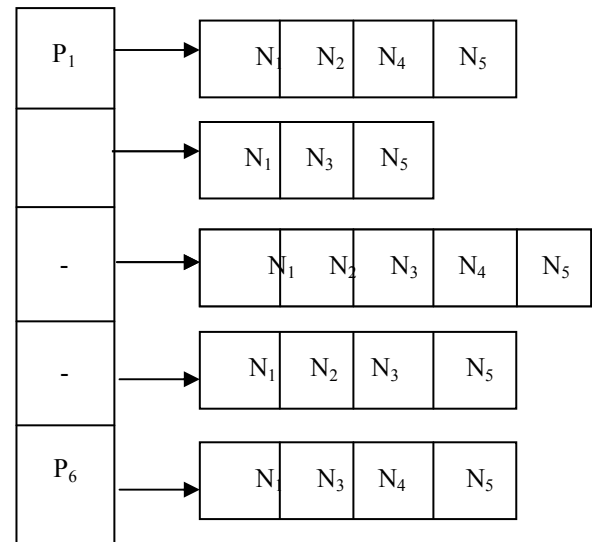 P₁ N₁ N₂ N₄ N₅
N₁ N₃ N₅
- N₁ N₂ N₃ N₄ N₅
- N₁ N₂ N₃ N₅
P₆ N₁ N₃ N₄ N₅